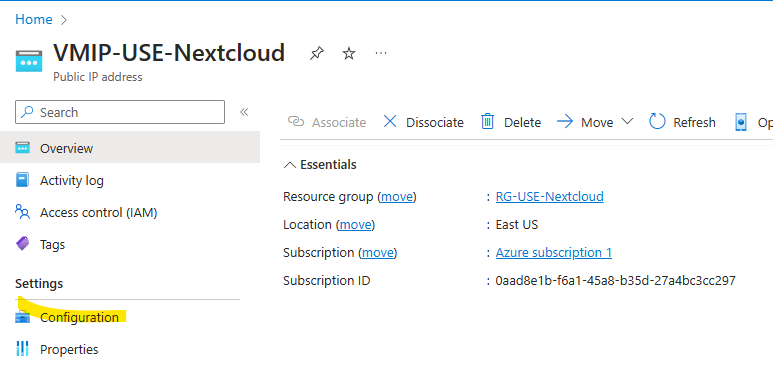 Home >
VMIP-USE-Nextcloud
Public IP address
Search
Overview
Activity log
Access control (IAM)
Tags
Settings
Configuration
Properties
Associate Dissociate Delete Move Refresh Op
Essentials
Resource group (move) : RG-USE-Nextcloud
Location (move) : East US
Subscription (move) : Azure subscription 1
Subscription ID : 0aad8e1b-f6a1-45a8-b35d-27a4bc3cc297